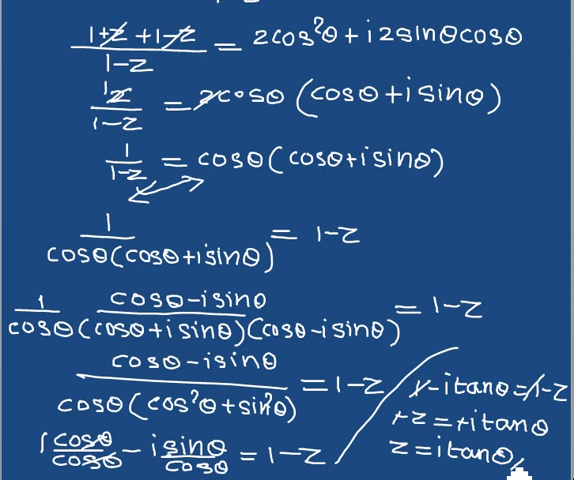 (1+z+1-z)/(1-z) = 2cos²θ + i2sinθcosθ
2/(1-z) = 2cosθ (cosθ+isinθ)
1/(1-z) = cosθ(cosθ+isinθ)
1/(cosθ(cosθ+isinθ)) = 1-z
1/(cosθ(cosθ+isinθ)) (cosθ-isinθ)/(cosθ-isinθ) = 1-z
(cosθ-isinθ)/(cosθ(cos²θ+sin²θ)) = 1-z
cosθ/cosθ - i sinθ/cosθ = 1-z
1-itanθ=1-z
+z=+itanθ
z=itanθ